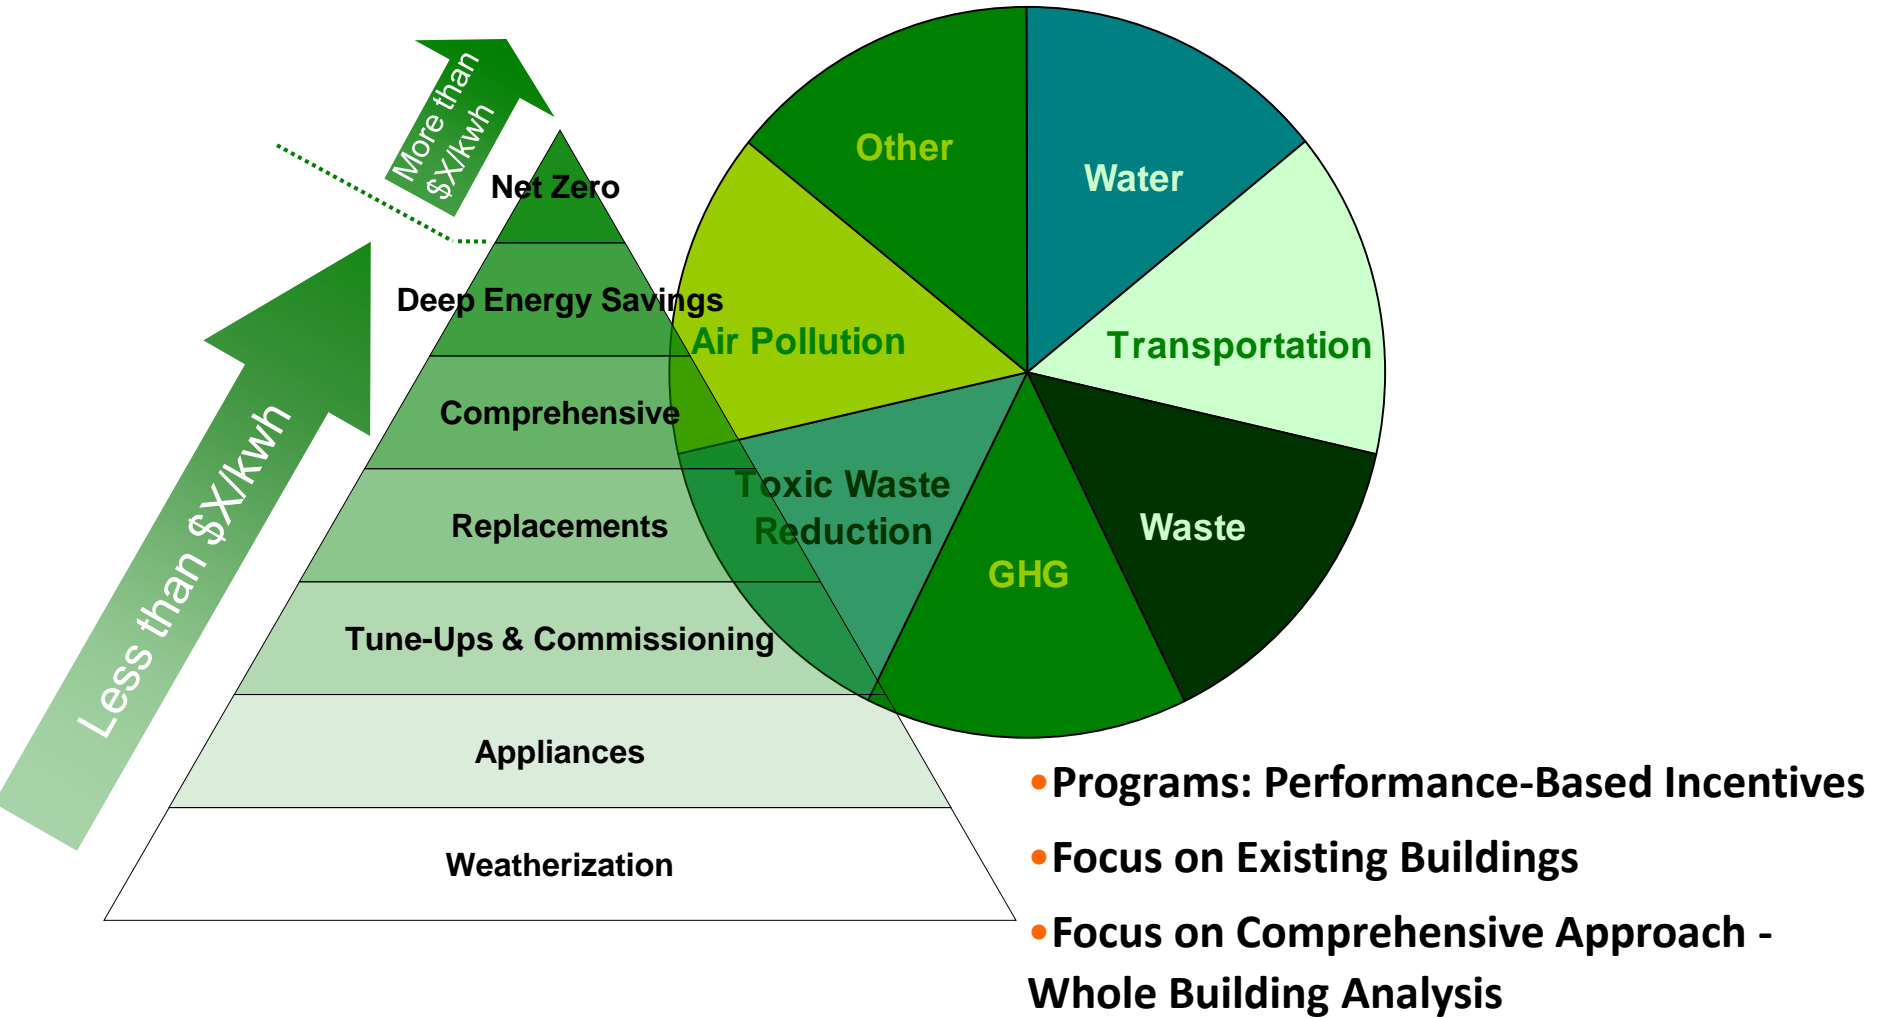 More than
$X/kwh
Less than $X/kwh
Net Zero
Deep Energy Savings
Comprehensive
Replacements
Tune-Ups & Commissioning
Appliances
Weatherization
Other
Water
Air Pollution
Transportation
Toxic Waste
Reduction
GHG
Waste
•Programs: Performance-Based Incentives
•Focus on Existing Buildings
•Focus on Comprehensive Approach -
Whole Building Analysis